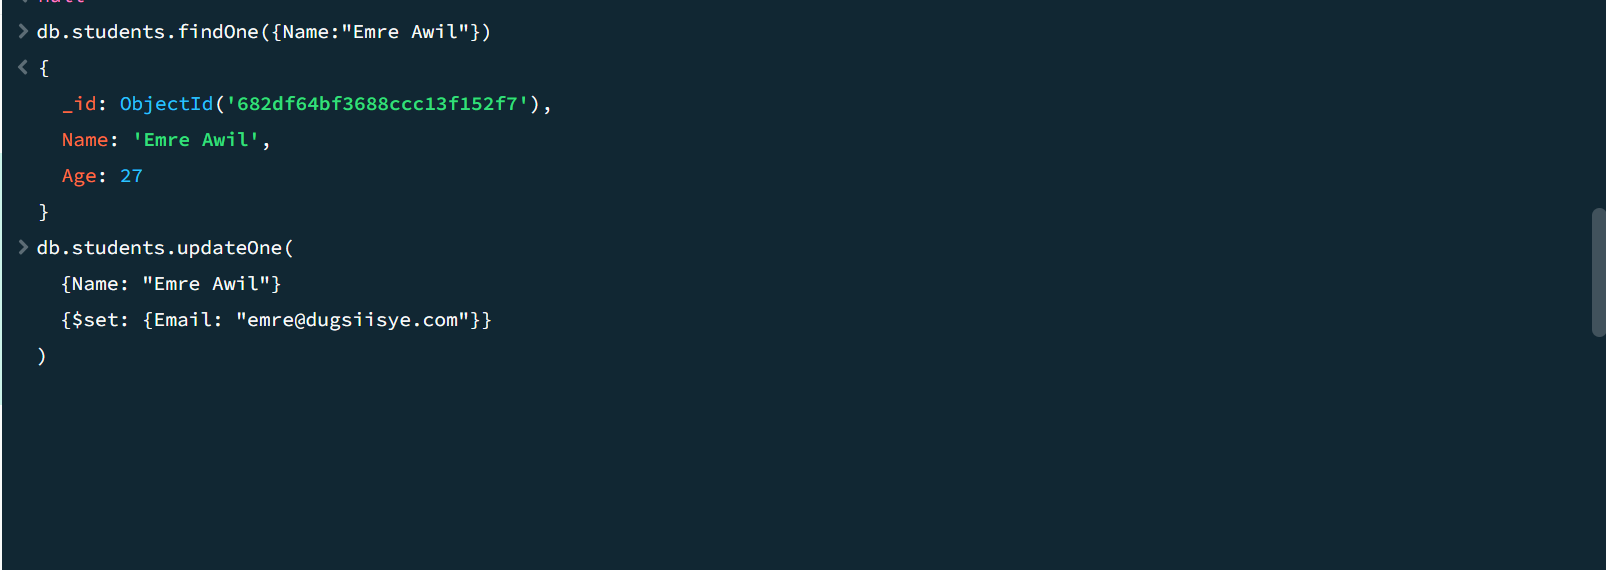 db.students.findOne({Name:"Emre Awil"})
{
_id: ObjectId('682df64bf3688ccc13f152f7'),
Name: 'Emre Awil',
Age: 27
}
db.students.updateOne(
{Name: "Emre Awil"}
{$set: {Email: "emre@dugsiisye.com"}}
)